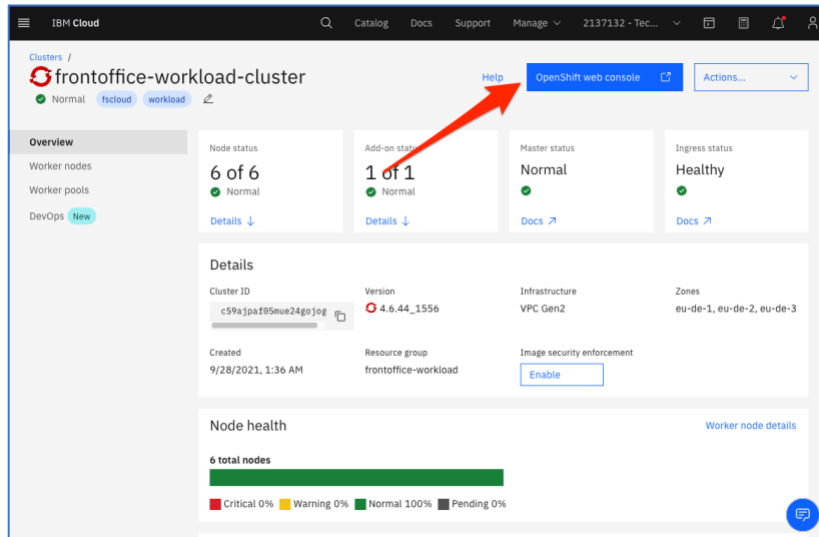 IBM Cloud
Catalog
Docs
Support
Manage
2137132 - Tec...
Clusters /
frontoffice-workload-cluster
Help
OpenShift web console
Actions...
Normal
fscloud
workload
Overview
Worker nodes
Worker pools
DevOps New
Node status
6 of 6
Normal
Details
Add-on status
1 of 1
Normal
Details
Master status
Normal
Docs
Ingress status
Healthy
Docs
Details
Cluster ID
c59ajpaf05mue24gojog
Version
4.6.44_1556
Infrastructure
VPC Gen2
Zones
eu-de-1, eu-de-2, eu-de-3
Created
9/28/2021, 1:36 AM
Resource group
frontoffice-workload
Image security enforcement
Enable
Node health
Worker node details
6 total nodes
Critical 0%
Warning 0%
Normal 100%
Pending 0%